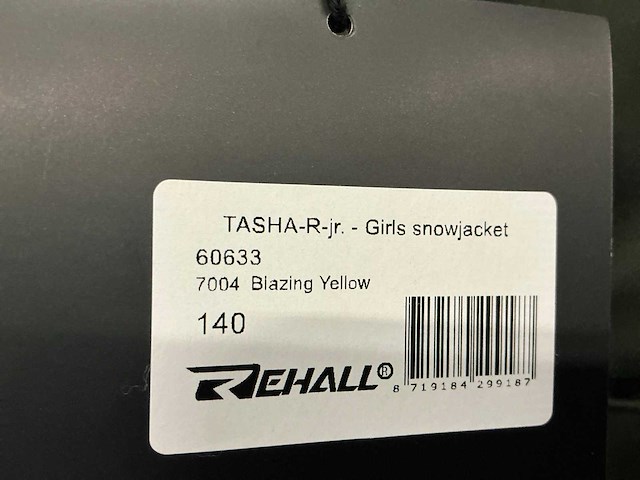 TASHA-R-jr. - Girls snowjacket
60633
7004 Blazing Yellow
140
REHALL®
8 719184 299187